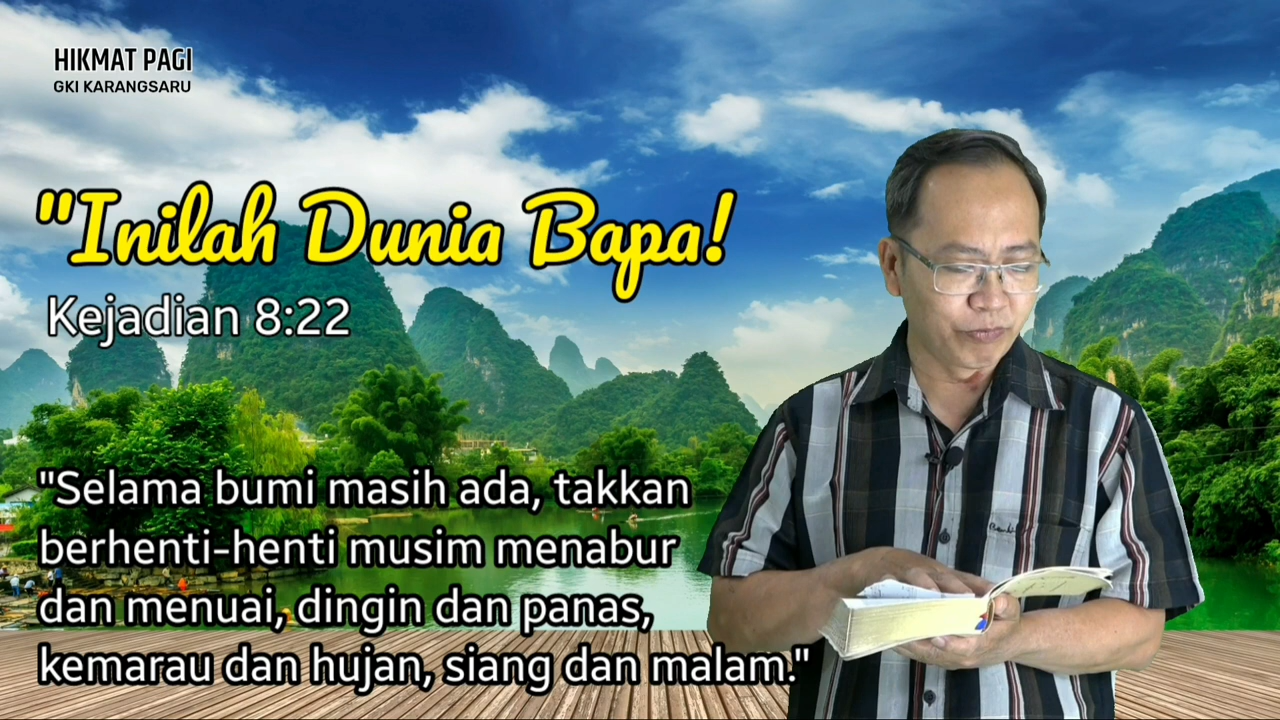 HIKMAT PAGI
GKI KARANGSARU
"Inilah Dunia Bapa!
Kejadian 8:22
"Selama bumi masih ada, takkan
berhenti-henti musim menabur
dan menuai, dingin dan panas,
kemarau dan hujan, siang dan malam."